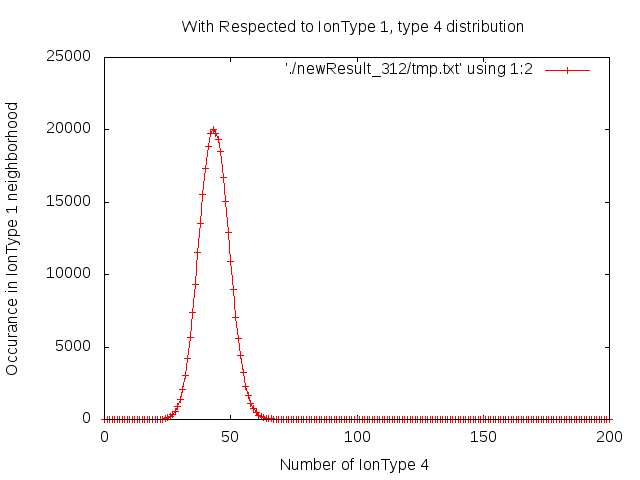 With Respected to IonType 1, type 4 distribution
'./newResult_312/tmp.txt' using 1:2
Occurance in IonType 1 neighborhood
25000
20000
15000
10000
5000
0
0 50 100 150 200
Number of IonType 4